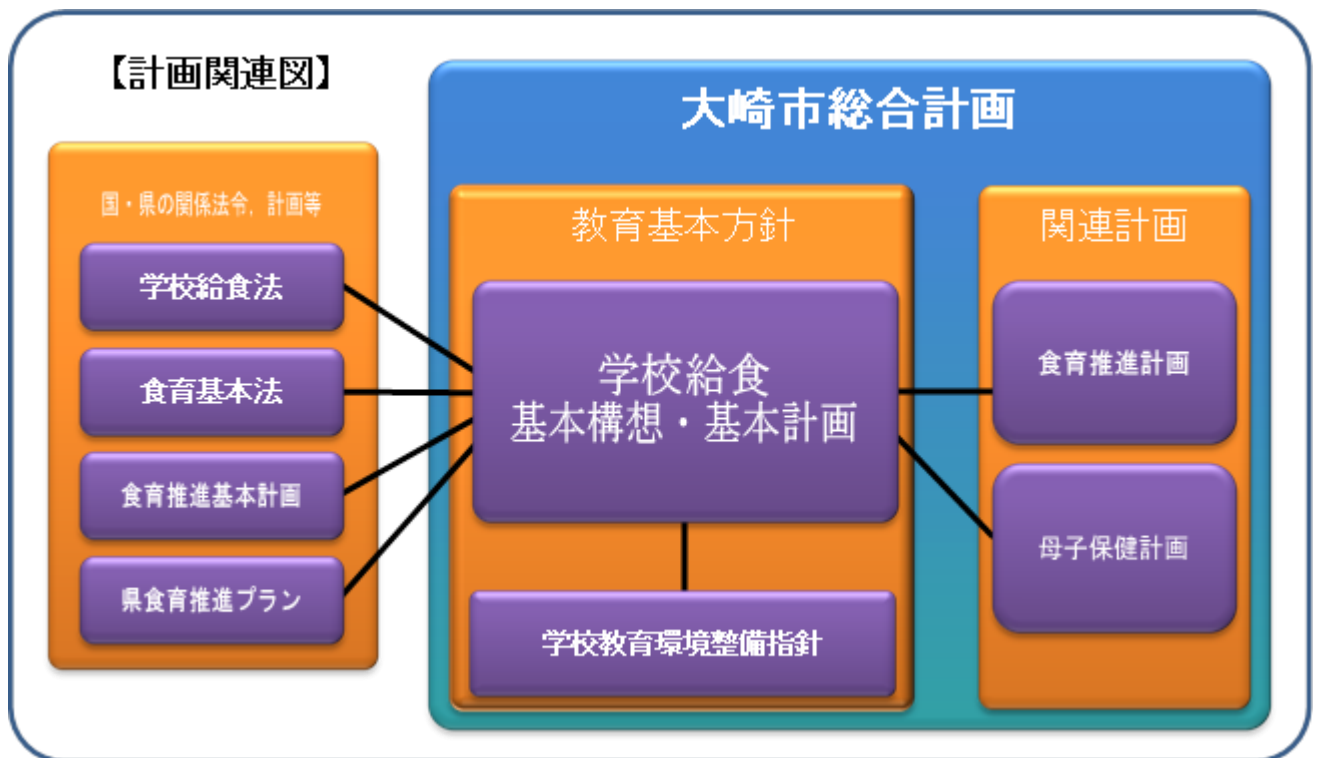 【計画関連図】
大崎市総合計画
国・県の関係法令，計画等
学校給食法
食育基本法
食育推進基本計画
県食育推進プラン
教育基本方針
学校給食
基本構想・基本計画
学校教育環境整備指針
関連計画
食育推進計画
母子保健計画